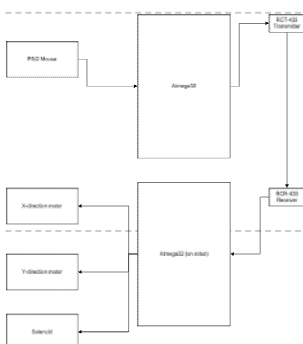 RCT-433
Transmitter
PS/2 Mouse
Atmega32
X-direction motor
RCR-433
Receiver
Atmega32 (on robot)
Y-direction motor
Solenoid